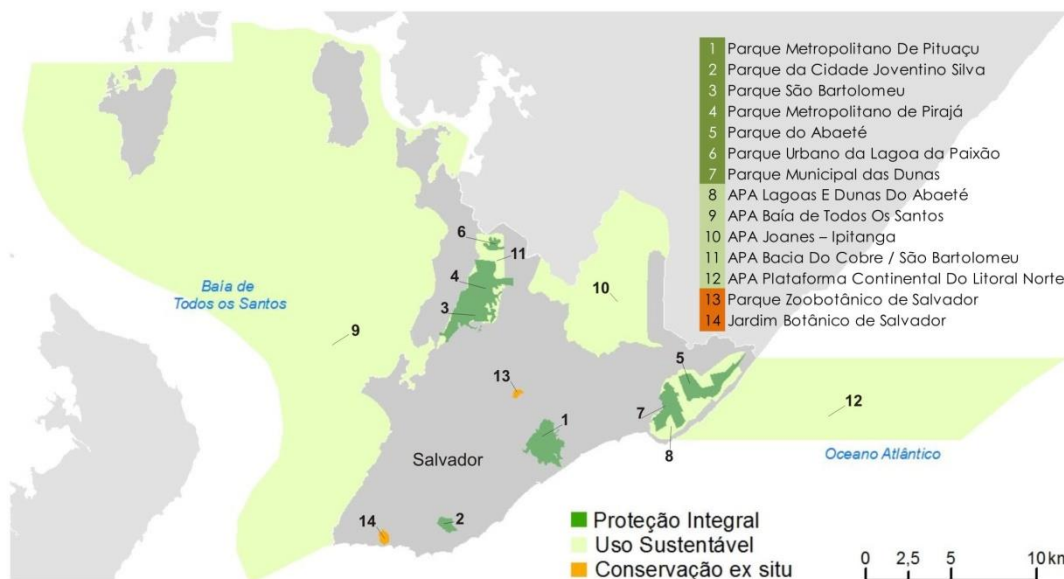 1 Parque Metropolitano De Pituaçu
2 Parque da Cidade Joventino Silva
3 Parque São Bartolomeu
4 Parque Metropolitano de Pirajá
5 Parque do Abaeté
6 Parque Urbano da Lagoa da Paixão
7 Parque Municipal das Dunas
8 APA Lagoas E Dunas Do Abaeté
9 APA Baía de Todos Os Santos
10 APA Joanes – Ipitanga
11 APA Bacia Do Cobre / São Bartolomeu
12 APA Plataforma Continental Do Litoral Norte
13 Parque Zoobotânico de Salvador
14 Jardim Botânico de Salvador
6
11
4
10
Baía de
Todos os Santos
3
9
5
13
12
7
1
8
Oceano Atlântico
Salvador
14
2
Proteção Integral
Uso Sustentável
Conservação ex situ
0 2,5 5 10 km